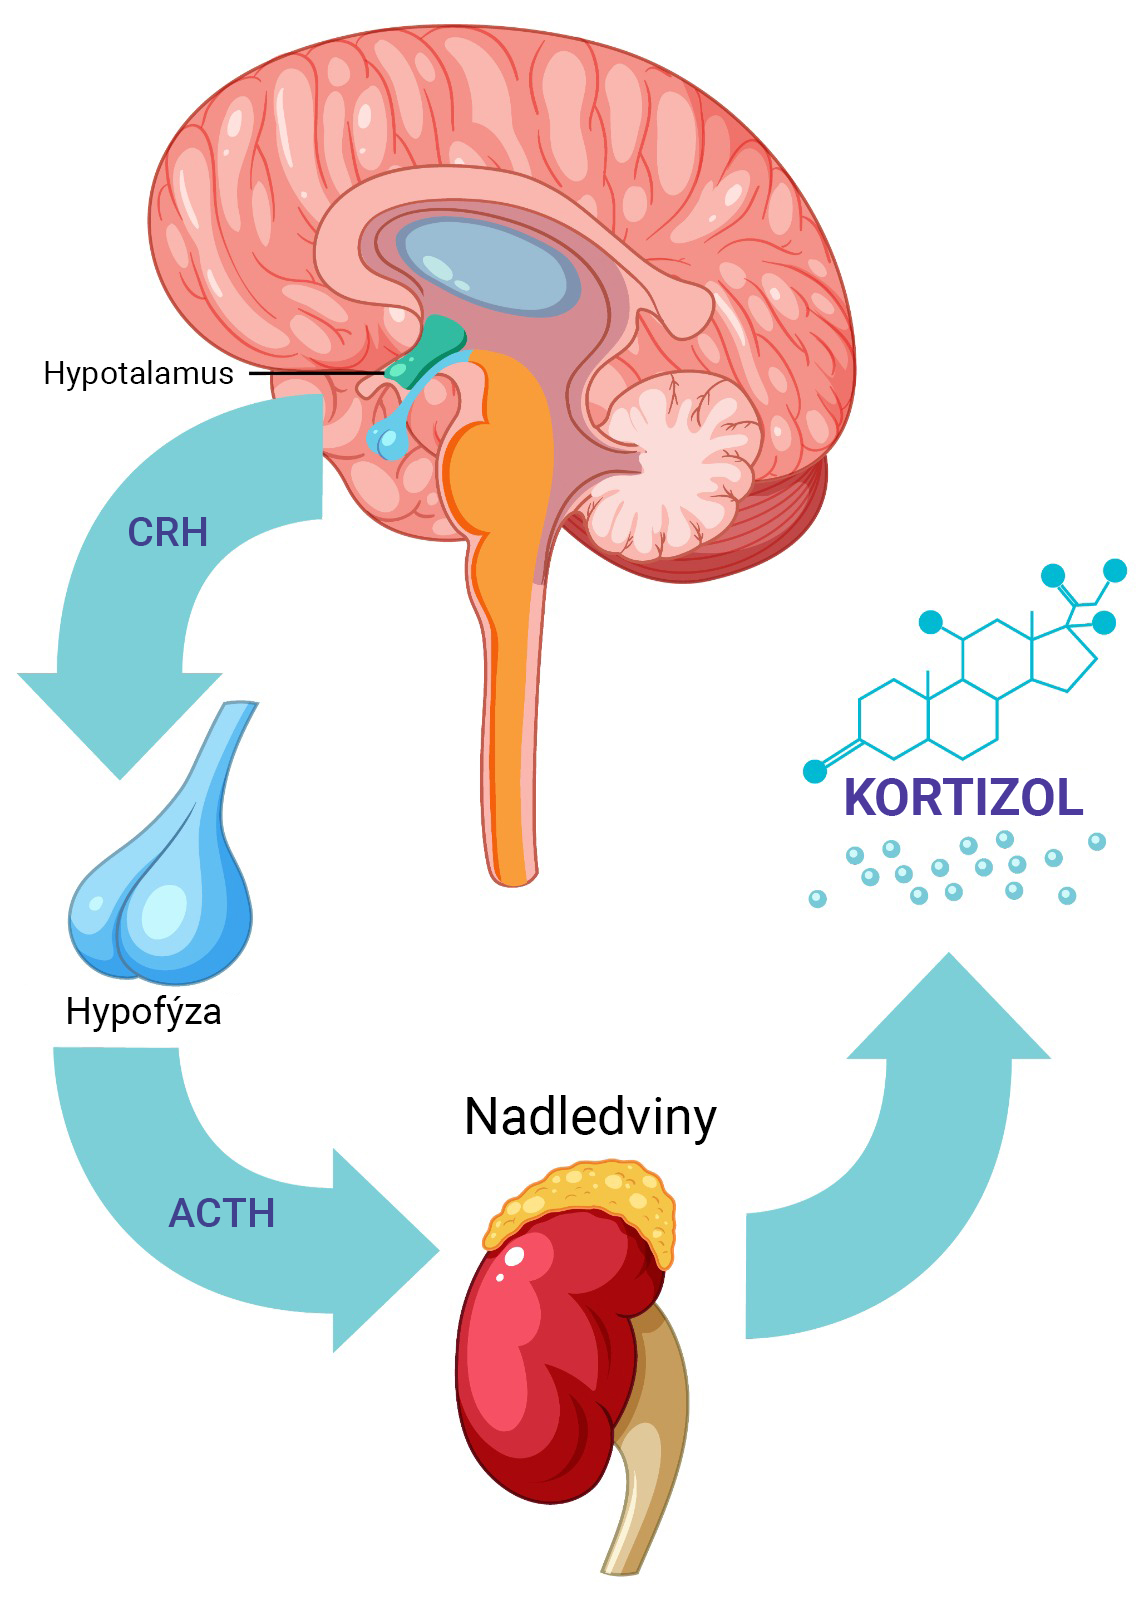 Hypotalamus
CRH
Hypofýza
ACTH
Nadledviny
KORTIZOL